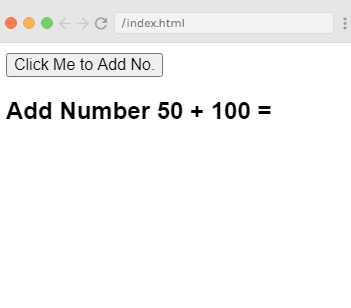 /index.html
Click Me to Add No.
Add Number 50 + 100 =